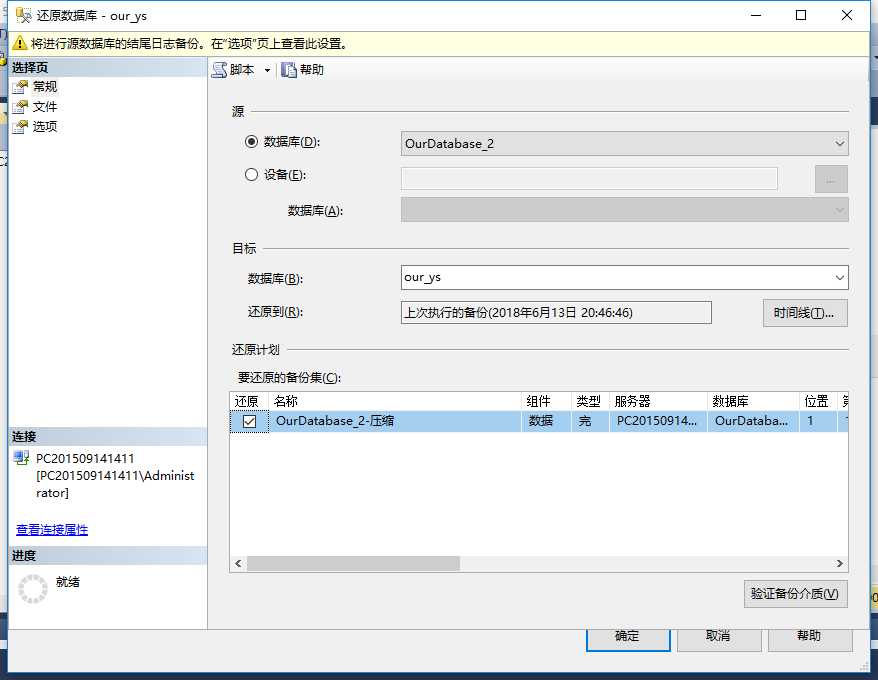 还原数据库 - our_ys
将进行源数据库的结尾日志备份。在“选项”页上查看此设置。
选择页
常规
文件
选项
脚本
帮助
源
数据库(D):
OurDatabase_2
设备(E):
...
数据库(A):
目标
数据库(B):
our_ys
还原到(R):
上次执行的备份(2018年6月13日 20:46:46)
时间线(T)...
还原计划
要还原的备份集(C):
还原 名称 组件 类型 服务器 数据库 位置
OurDatabase_2-压缩 数据 完 PC20150914... OurDataba... 1
连接
PC201509141411
[PC201509141411\Administ
rator]
查看连接属性
进度
就绪
验证备份介质(V)
确定
取消
帮助